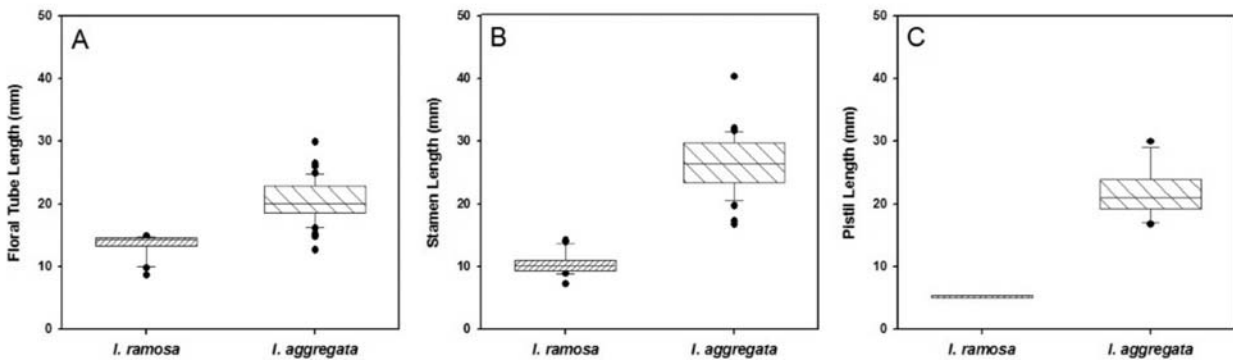 A
Floral Tube Length (mm)
50
40
30
20
10
0
I. ramosa
I. aggregata
B
Stamen Length (mm)
50
40
30
20
10
0
I. ramosa
I. aggregata
C
Pistil Length (mm)
50
40
30
20
10
0
I. ramosa
I. aggregata